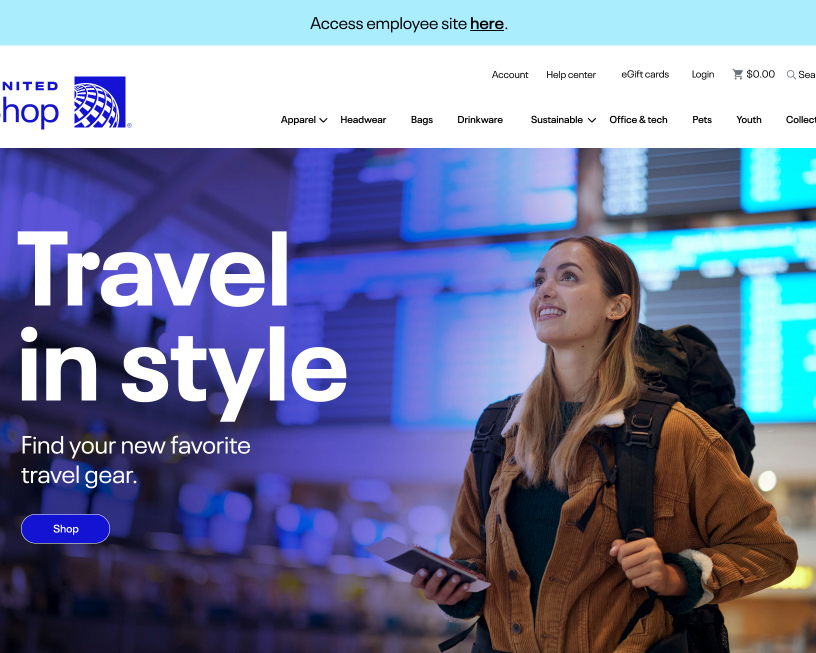 Access employee site here.
Account Help center eGift cards Login $0.00 Sea
NITED
hop
®
Apparel Headwear Bags Drinkware Sustainable Office & tech Pets Youth Collect
Travel
in style
Find your new favorite
travel gear.
Shop